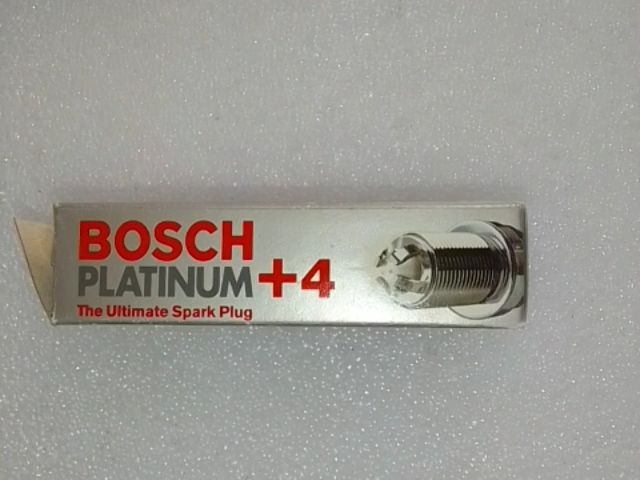 BOSCH
PLATINUM +4
The Ultimate Spark Plug